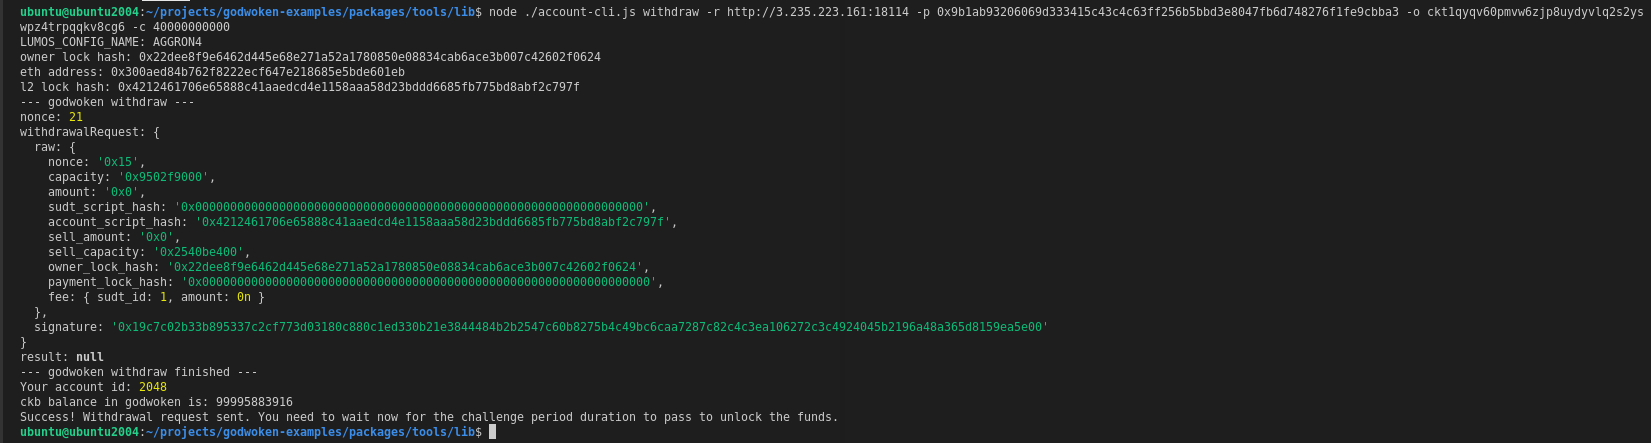 ubuntu@ubuntu2004:~/projects/godwoken-examples/packages/tools/lib$ node ./account-cli.js withdraw -r http://3.235.223.161:18114 -p 0x9b1ab93206069d333415c43c4c63ff256b5bbd3e8047fb6d748276f1fe9cbba3 -o ckt1qyqv60pmvw6zjp8uydyvlq2s2ys
wpz4trpqqkv8cg6 -c 40000000000
LUMOS_CONFIG_NAME: AGGRON4
owner lock hash: 0x22dee8f9e6462d445e68e271a52a1780850e08834cab6ace3b007c42602f0624
eth address: 0x300aed84b762f8222ecf647e218685e5bde601eb
l2 lock hash: 0x4212461706e65888c41aaedcd4e1158aaa58d23bddd6685fb775bd8abf2c797f
--- godwoken withdraw ---
nonce: 21
withdrawalRequest: {
raw: {
nonce: '0x15',
capacity: '0x9502f9000',
amount: '0x0',
sudt_script_hash: '0x0000000000000000000000000000000000000000000000000000000000000000',
account_script_hash: '0x4212461706e65888c41aaedcd4e1158aaa58d23bddd6685fb775bd8abf2c797f',
sell_amount: '0x0',
sell_capacity: '0x2540be400',
owner_lock_hash: '0x22dee8f9e6462d445e68e271a52a1780850e08834cab6ace3b007c42602f0624',
payment_lock_hash: '0x0000000000000000000000000000000000000000000000000000000000000000',
fee: { sudt_id: 1, amount: 0n }
},
signature: '0x19c7c02b33b895337c2cf773d03180c880c1ed330b21e3844484b2b2547c60b8275b4c49bc6caa7287c82c4c3ea106272c3c4924045b2196a48a365d8159ea5e00'
}
result: null
--- godwoken withdraw finished ---
Your account id: 2048
ckb balance in godwoken is: 99995883916
Success! Withdrawal request sent. You need to wait now for the challenge period duration to pass to unlock the funds.
ubuntu@ubuntu2004:~/projects/godwoken-examples/packages/tools/lib$